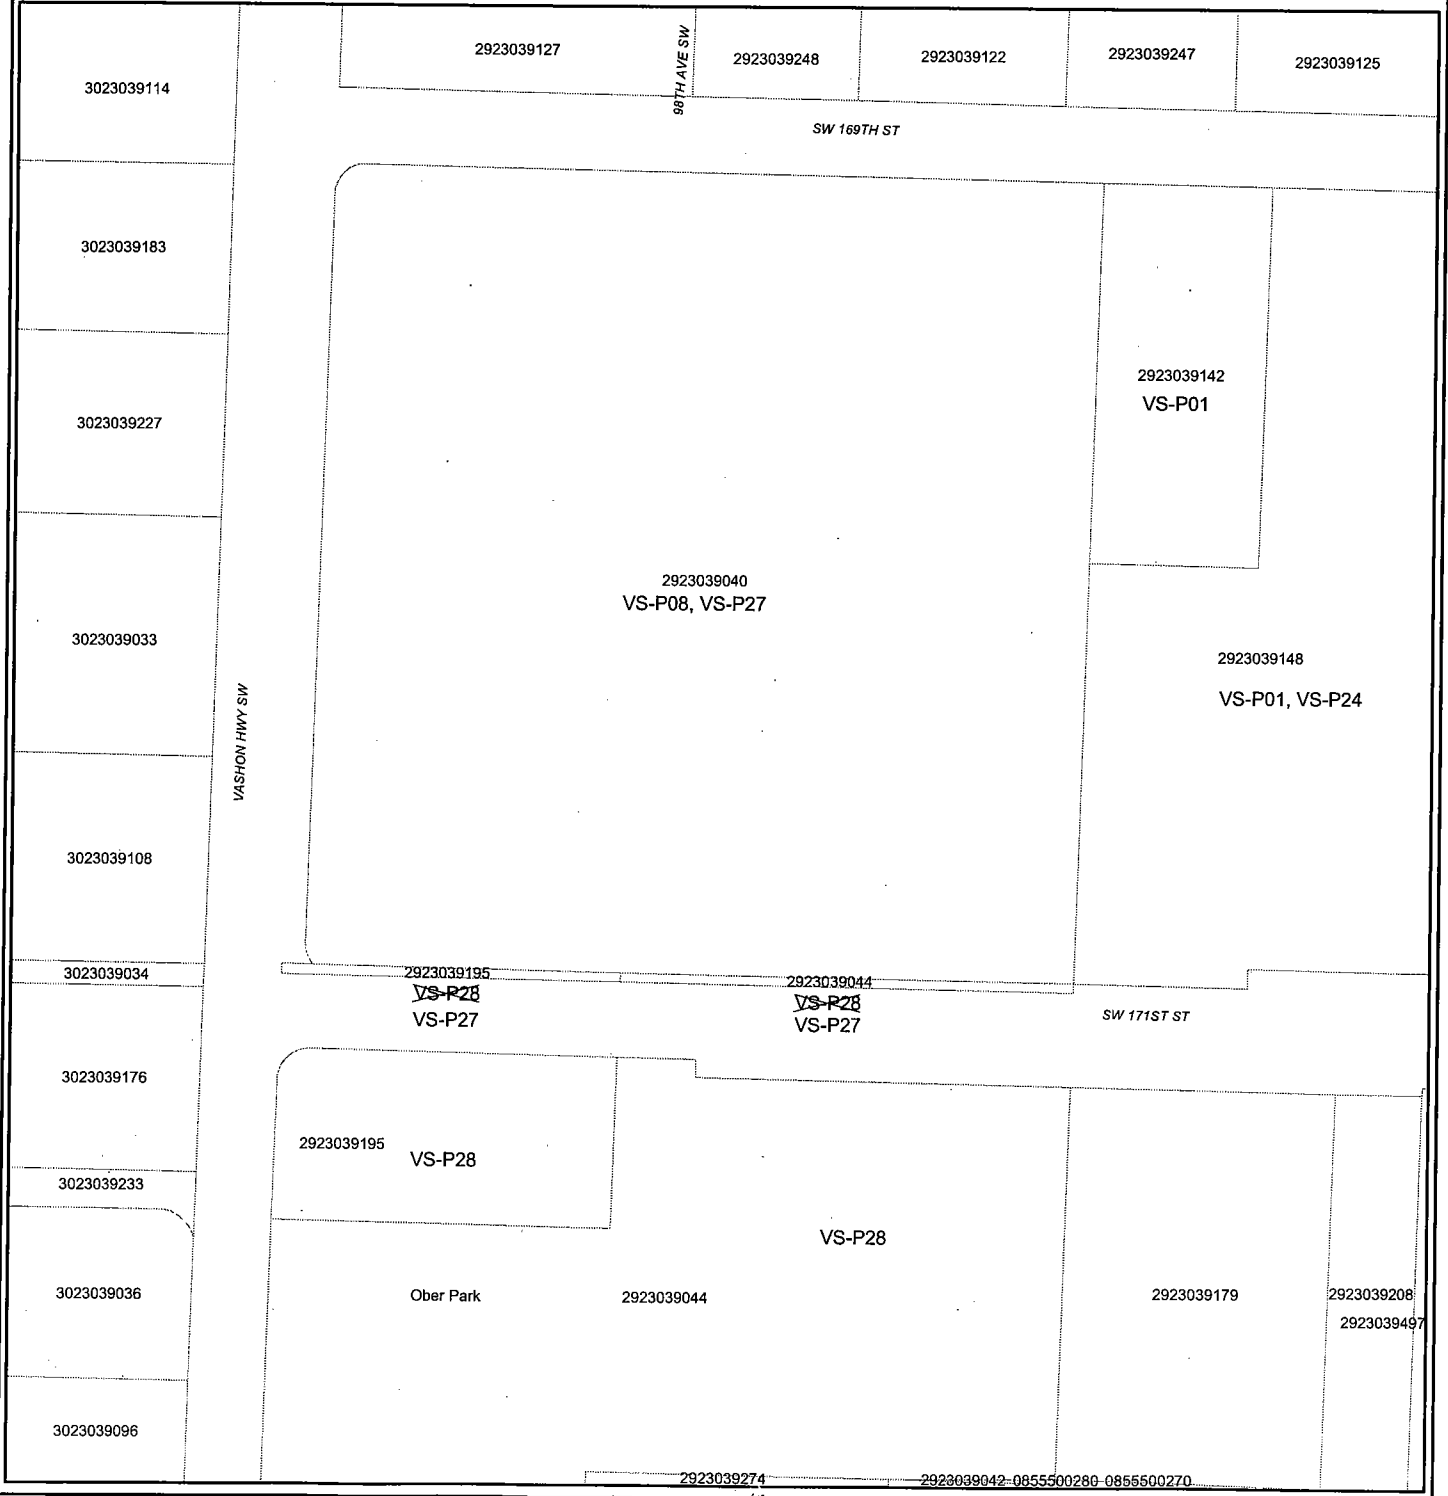 2923039127
98TH AVE SW
2923039248
2923039122
2923039247
2923039125
3023039114
SW 169TH ST
3023039183
2923039142
VS-P01
3023039227
2923039040
VS-P08, VS-P27
3023039033
2923039148
VS-P01, VS-P24
VASHON HWY SW
3023039108
3023039034
2923039195
VS-P28
VS-P27
2923039044
VS-P28
VS-P27
SW 171ST ST
3023039176
2923039195
VS-P28
3023039233
VS-P28
3023039036
Ober Park
2923039044
2923039179
2923039208
2923039497
3023039096
2923039274
2923039042 0855500280 0855500270